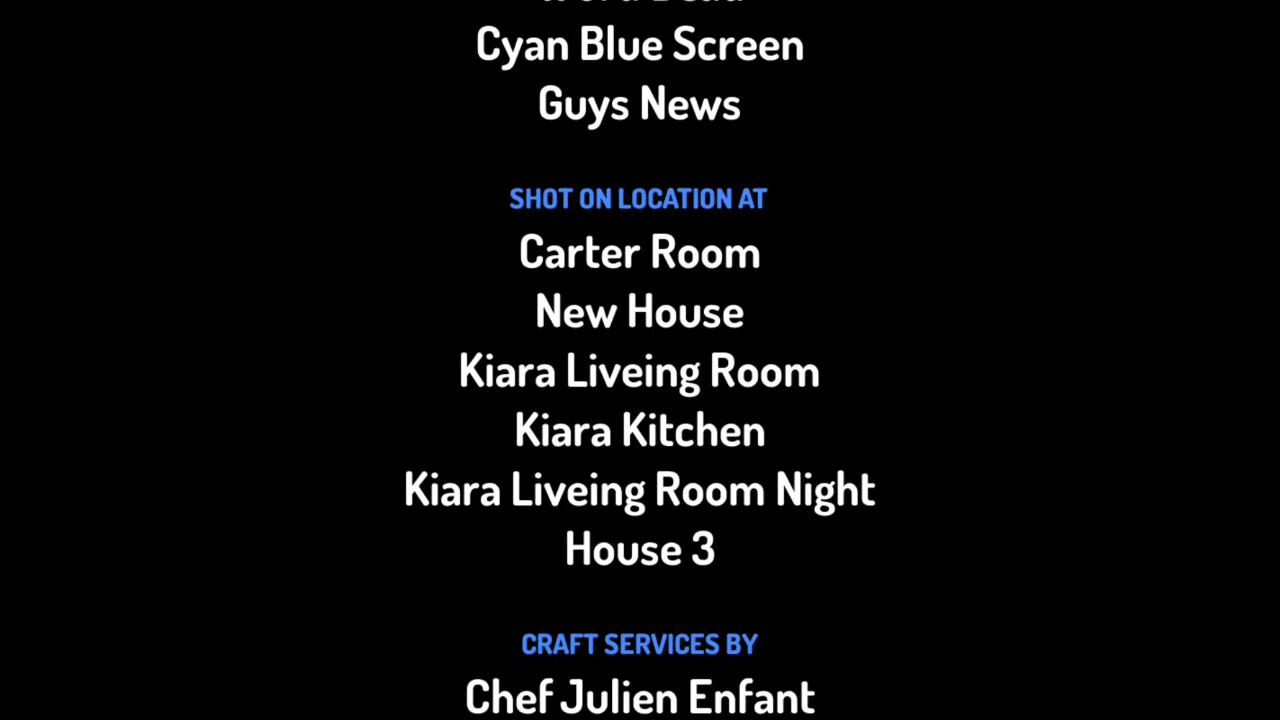 Cyan Blue Screen
Guys News
SHOT ON LOCATION AT
Carter Room
New House
Kiara Liveing Room
Kiara Kitchen
Kiara Liveing Room Night
House 3
CRAFT SERVICES BY
Chef Julien Enfant